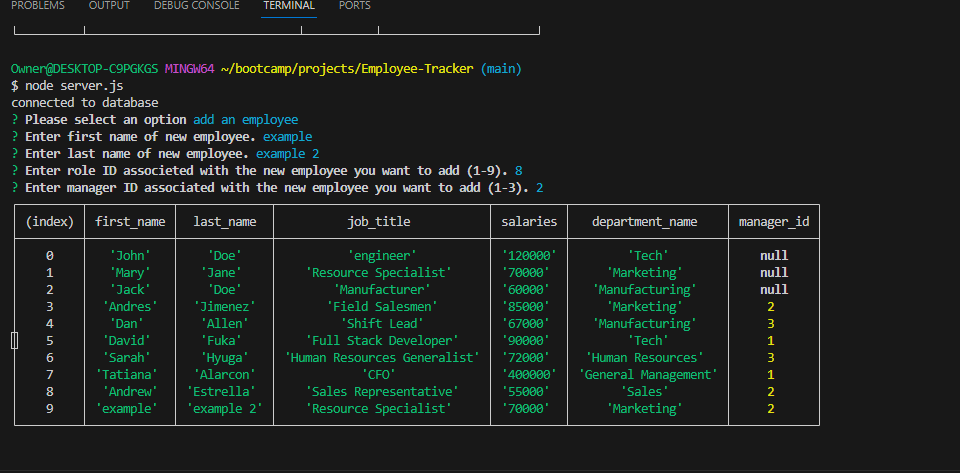 PROBLEMS OUTPUT DEBUG CONSOLE TERMINAL PORTS
Owner@DESKTOP-C9PGKGS MINGW64 ~/bootcamp/projects/Employee-Tracker (main)
$ node server.js
connected to database
? Please select an option add an employee
? Enter first name of new employee. example
? Enter last name of new employee. example 2
? Enter role ID associeted with the new employee you want to add (1-9). 8
? Enter manager ID associated with the new employee you want to add (1-3). 2
(index) first_name last_name job_title salaries department_name manager_id
0 'John' 'Doe' 'engineer' '120000' 'Tech' null
1 'Mary' 'Jane' 'Resource Specialist' '70000' 'Marketing' null
2 'Jack' 'Doe' 'Manufacturer' '60000' 'Manufacturing' null
3 'Andres' 'Jimenez' 'Field Salesmen' '85000' 'Marketing' 2
4 'Dan' 'Allen' 'Shift Lead' '67000' 'Manufacturing' 3
5 'David' 'Fuka' 'Full Stack Developer' '90000' 'Tech' 1
6 'Sarah' 'Hyuga' 'Human Resources Generalist' '72000' 'Human Resources' 3
7 'Tatiana' 'Alarcon' 'CFO' '400000' 'General Management' 1
8 'Andrew' 'Estrella' 'Sales Representative' '55000' 'Sales' 2
9 'example' 'example 2' 'Resource Specialist' '70000' 'Marketing' 2